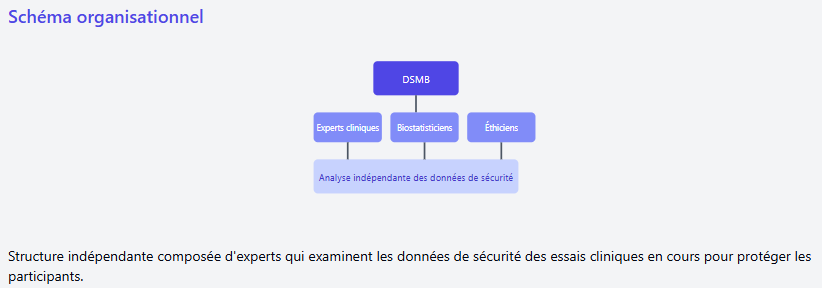 Schéma organisationnel
DSMB
Experts cliniques
Biostatisticiens
Éthiciens
Analyse indépendante des données de sécurité
Structure indépendante composée d'experts qui examinent les données de sécurité des essais cliniques en cours pour protéger les
participants.